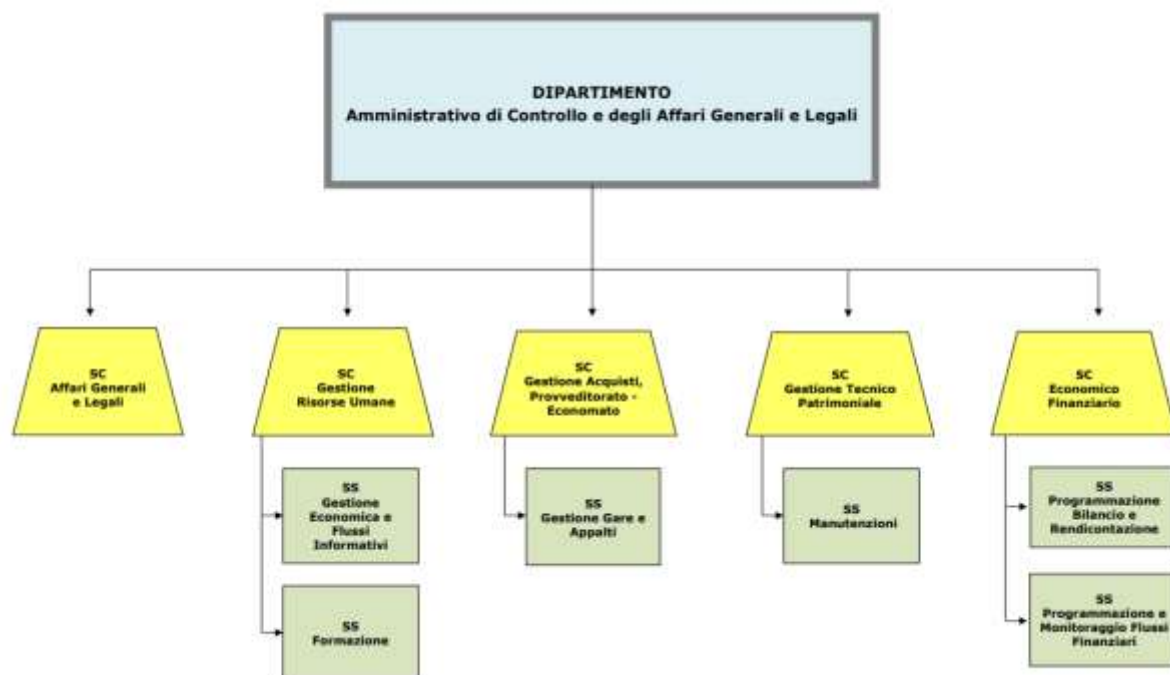 DIPARTIMENTO
Amministrativo di Controllo e degli Affari Generali e Legali
SC
Affari Generali
e Legali
SC
Gestione
Risorse Umane
SC
Gestione Acquisti,
Provveditorato -
Economato
SC
Gestione Tecnico
Patrimoniale
SC
Economico
Finanziario
SS
Gestione
Economica e
Flussi
Informativi
SS
Formazione
SS
Gestione Gare e
Appalti
SS
Manutenzioni
SS
Programmazione
Bilancio e
Rendicontazione
SS
Programmazione e
Monitoraggio Flussi
Finanziari